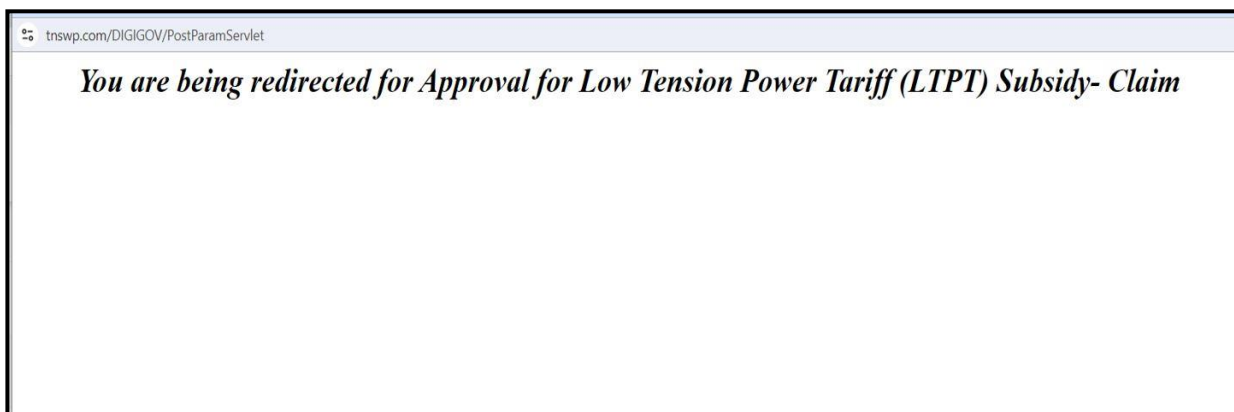 tnswp.com/DIGIGOV/PostParamServlet
You are being redirected for Approval for Low Tension Power Tariff (LTPT) Subsidy- Claim